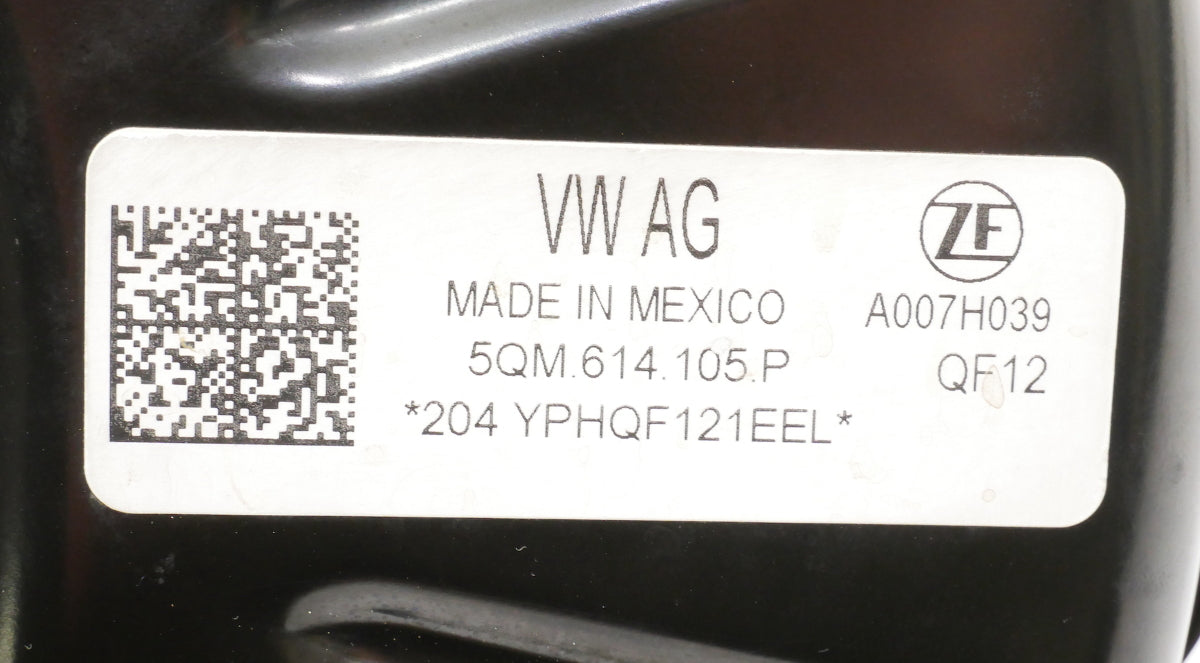 VW AG
MADE IN MEXICO
5QM.614.105.P
*204 YPHQF121EEL*
ZF
A007H039
QF12